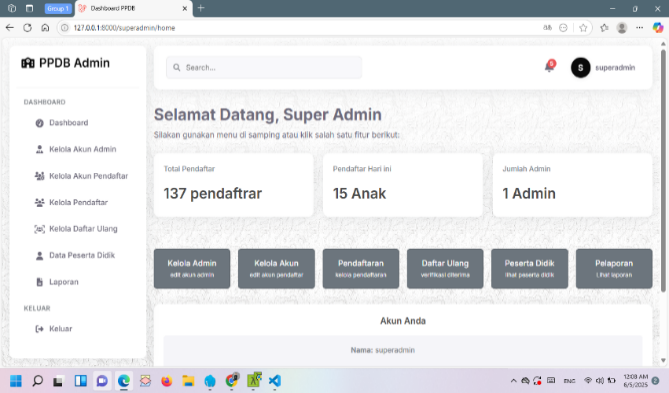 Group 1
Dashboard PPDB
127.0.0.1:8000/superadmin/home
PPDB Admin
DASHBOARD
Dashboard
Kelola Akun Admin
Kelola Akun Pendaftar
Kelola Pendaftar
Kelola Daftar Ulang
Data Peserta Didik
Laporan
KELUAR
Keluar
Search...
S
superadmin
Selamat Datang, Super Admin
Silakan gunakan menu di samping atau klik salah satu fitur berikut:
Total Pendaftar
137 pendaftrar
Pendaftar Hari ini
15 Anak
Jumlah Admin
1 Admin
Kelola Admin
edit akun admin
Kelola Akun
edit akun pendaftar
Pendaftaran
kelola pendaftaran
Daftar Ulang
verifikasi diterima
Peserta Didik
lihat peserta didik
Pelaporan
Lihat laporan
Akun Anda
Nama: superadmin
ENG
12:08 AM
6/5/2025